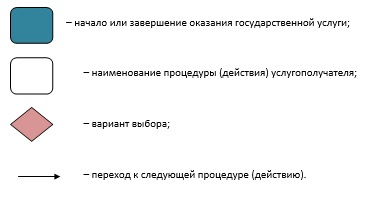 – начало или завершение оказания государственной услуги;
– наименование процедуры (действия) услугополучателя;
– вариант выбора;
– переход к следующей процедуре (действию).